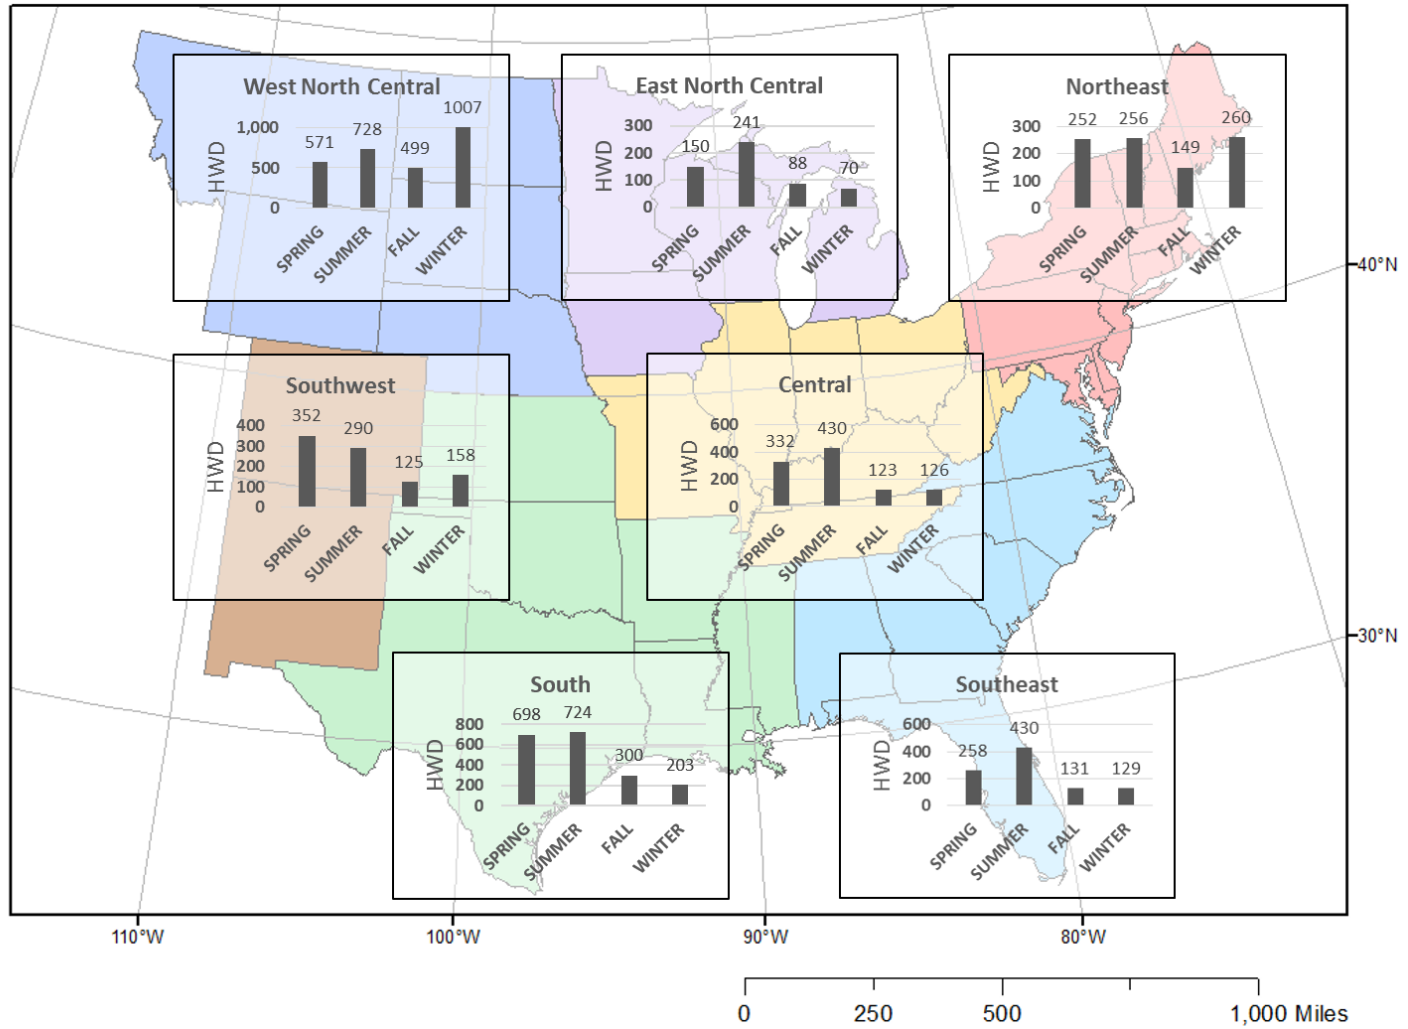 West North Central
1007
1,000
728
571
499
500
0
HWD
SPRING
SUMMER
FALL
WINTER
East North Central
300
241
200
150
100
88
70
0
HWD
SPRING
SUMMER
FALL
WINTER
Northeast
300
252
256
260
200
149
100
0
HWD
SPRING
SUMMER
FALL
WINTER
40°N
Southwest
352
400
290
300
200
125
158
100
0
HWD
SPRING
SUMMER
FALL
WINTER
Central
600
430
400
332
200
123
126
0
HWD
SPRING
SUMMER
FALL
WINTER
30°N
South
698
724
800
600
400
300
200
203
0
HWD
SPRING
SUMMER
FALL
WINTER
Southeast
600
430
400
258
200
131
129
0
HWD
SPRING
SUMMER
FALL
WINTER
110°W 100°W 90°W 80°W
0 250 500 1,000 Miles